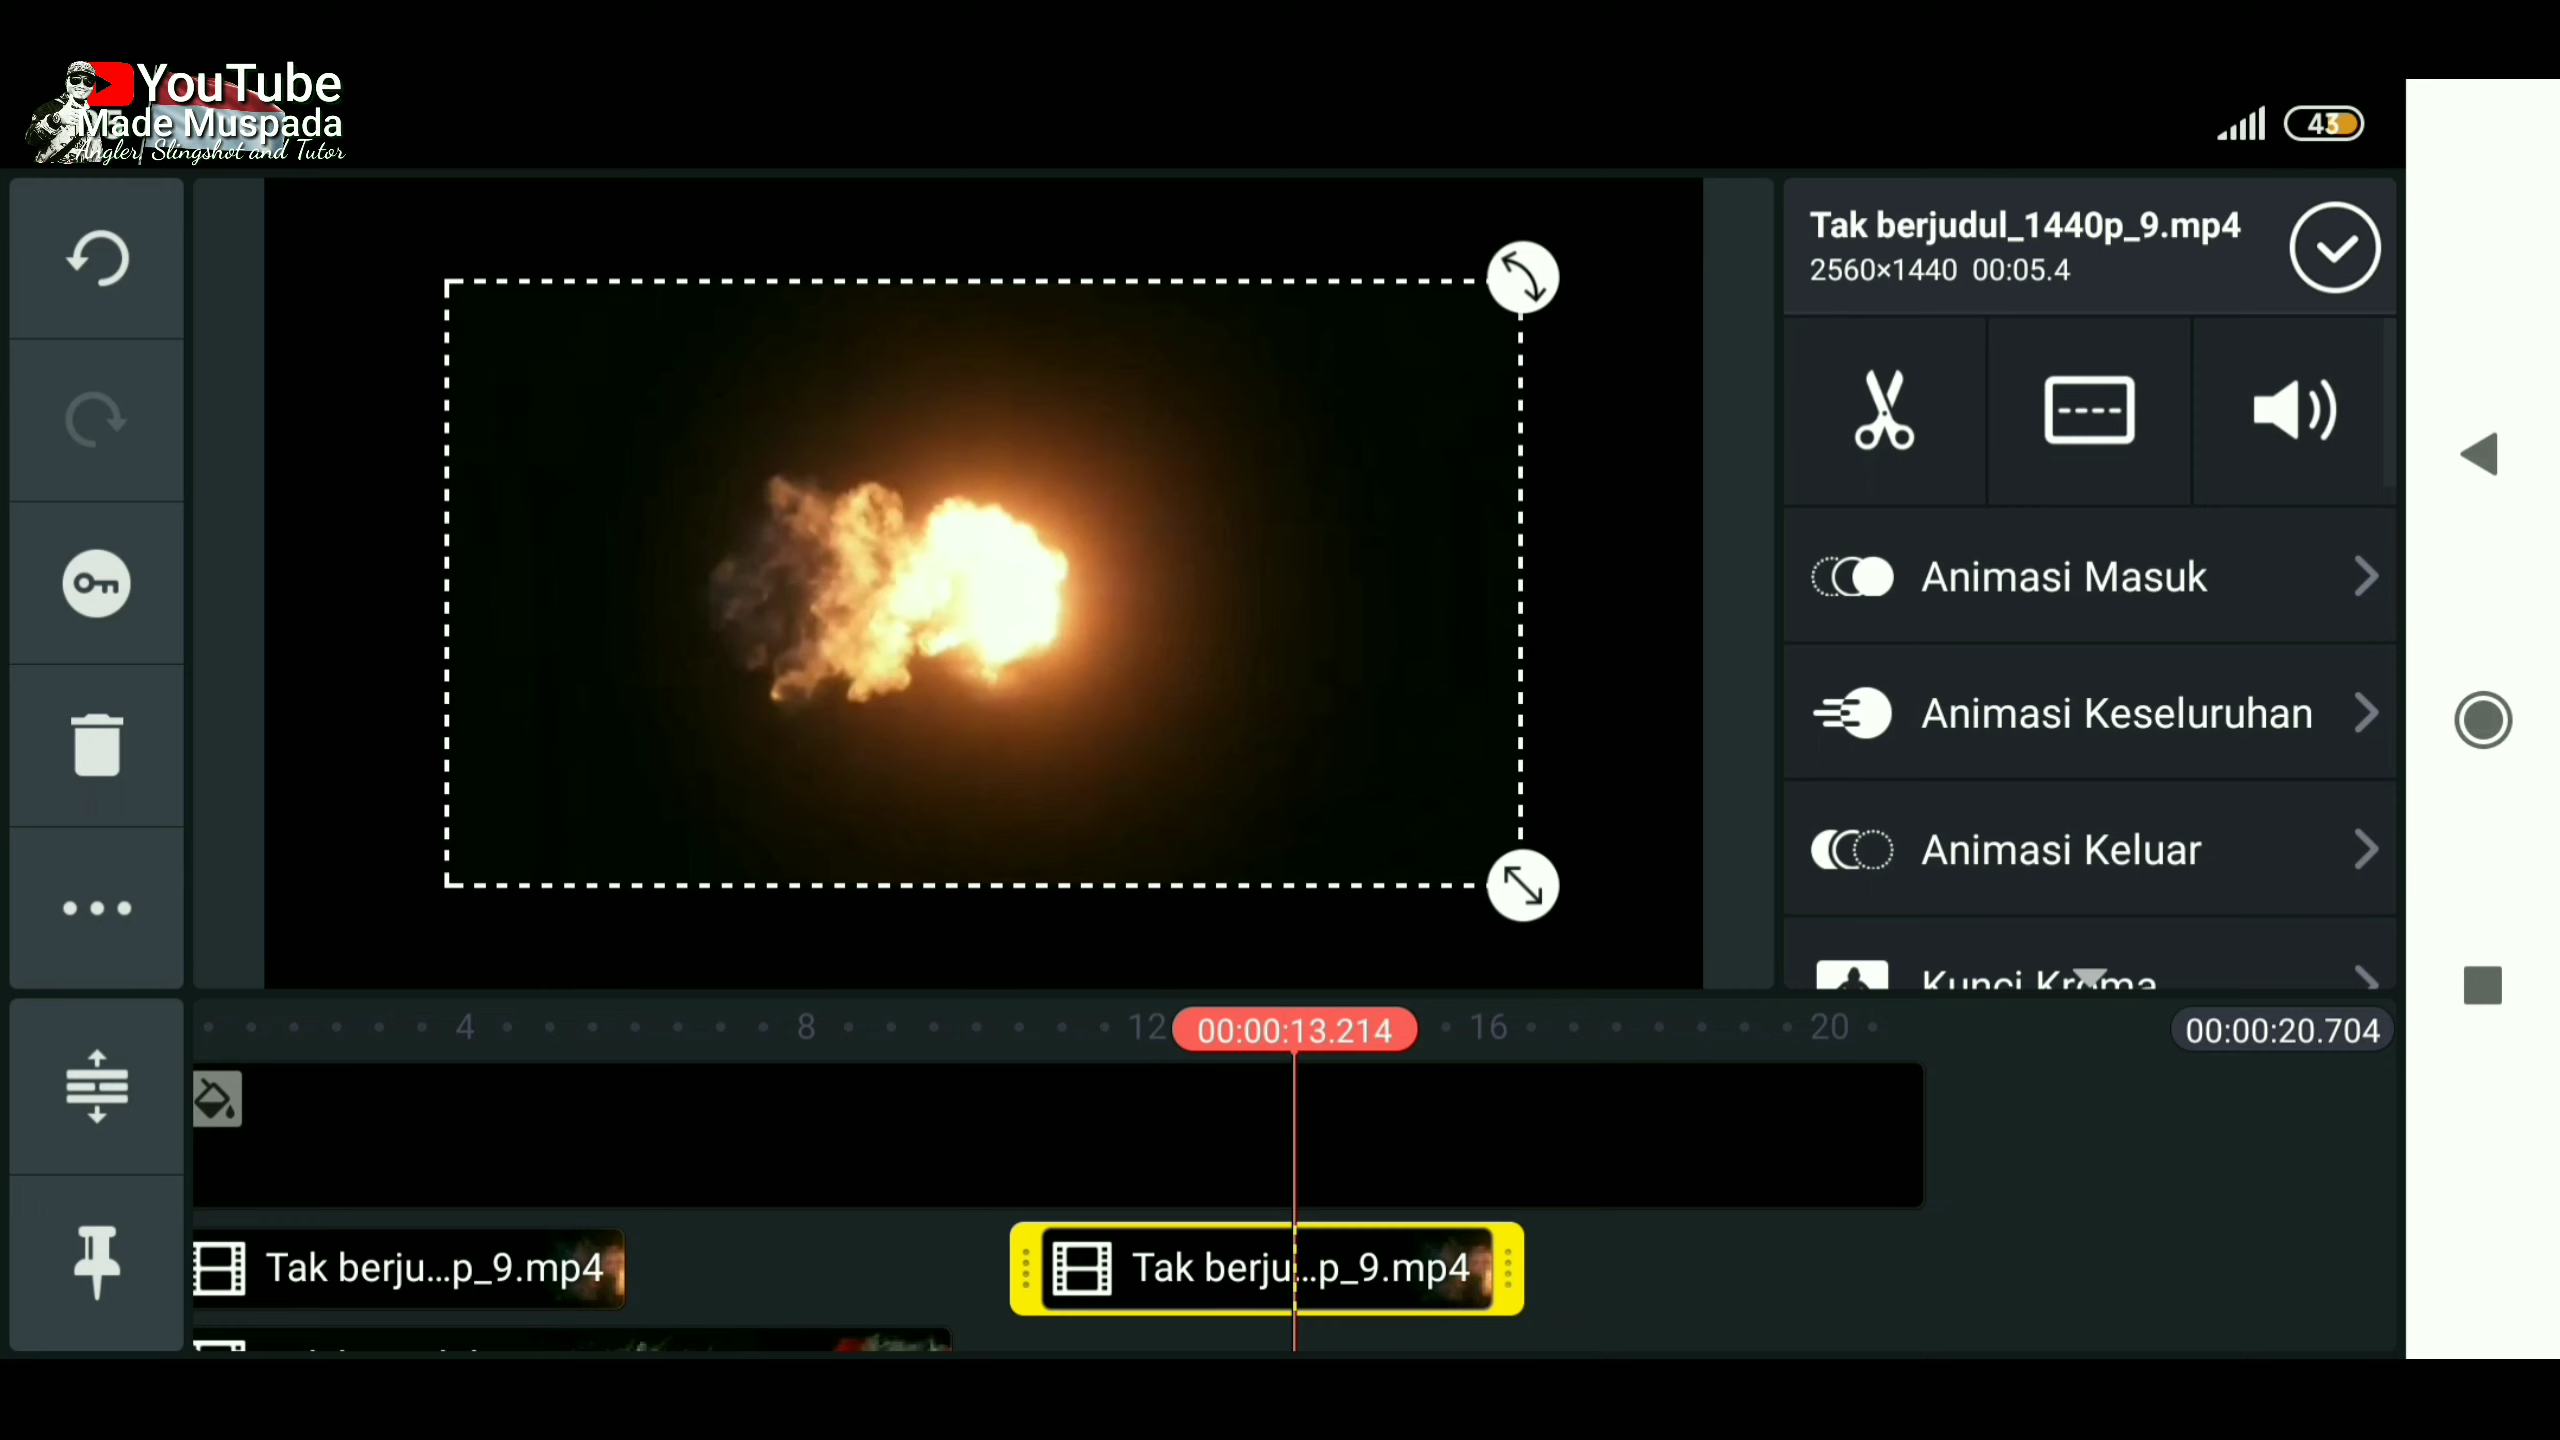 YouTube
Made Muspada
Angler, Slingshot and Tutor
43
Tak berjudul_1440p_9.mp4
2560×1440 00:05.4
Animasi Masuk
Animasi Keseluruhan
Animasi Keluar
Kunci Kroma
4 8 12 00:00:13.214 16 20 00:00:20.704
Tak berju...p_9.mp4 Tak berju...p_9.mp4